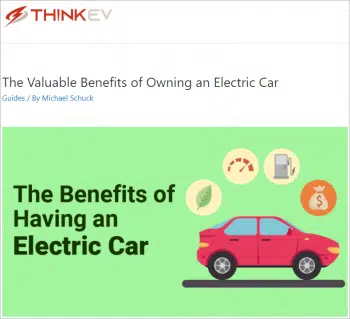 THINKEV
The Valuable Benefits of Owning an Electric Car
Guides / By Michael Schuck
The Benefits of
Having an
Electric Car
$